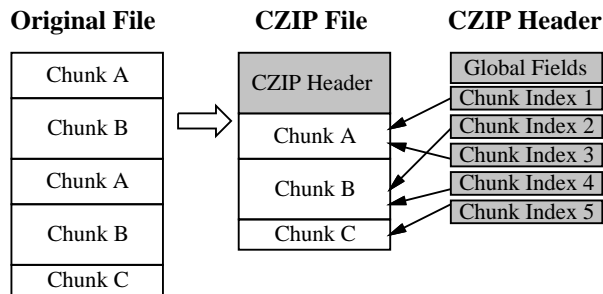 Original File
Chunk A
Chunk B
Chunk A
Chunk B
Chunk C
CZIP File
CZIP Header
Chunk A
Chunk B
Chunk C
CZIP Header
Global Fields
Chunk Index 1
Chunk Index 2
Chunk Index 3
Chunk Index 4
Chunk Index 5